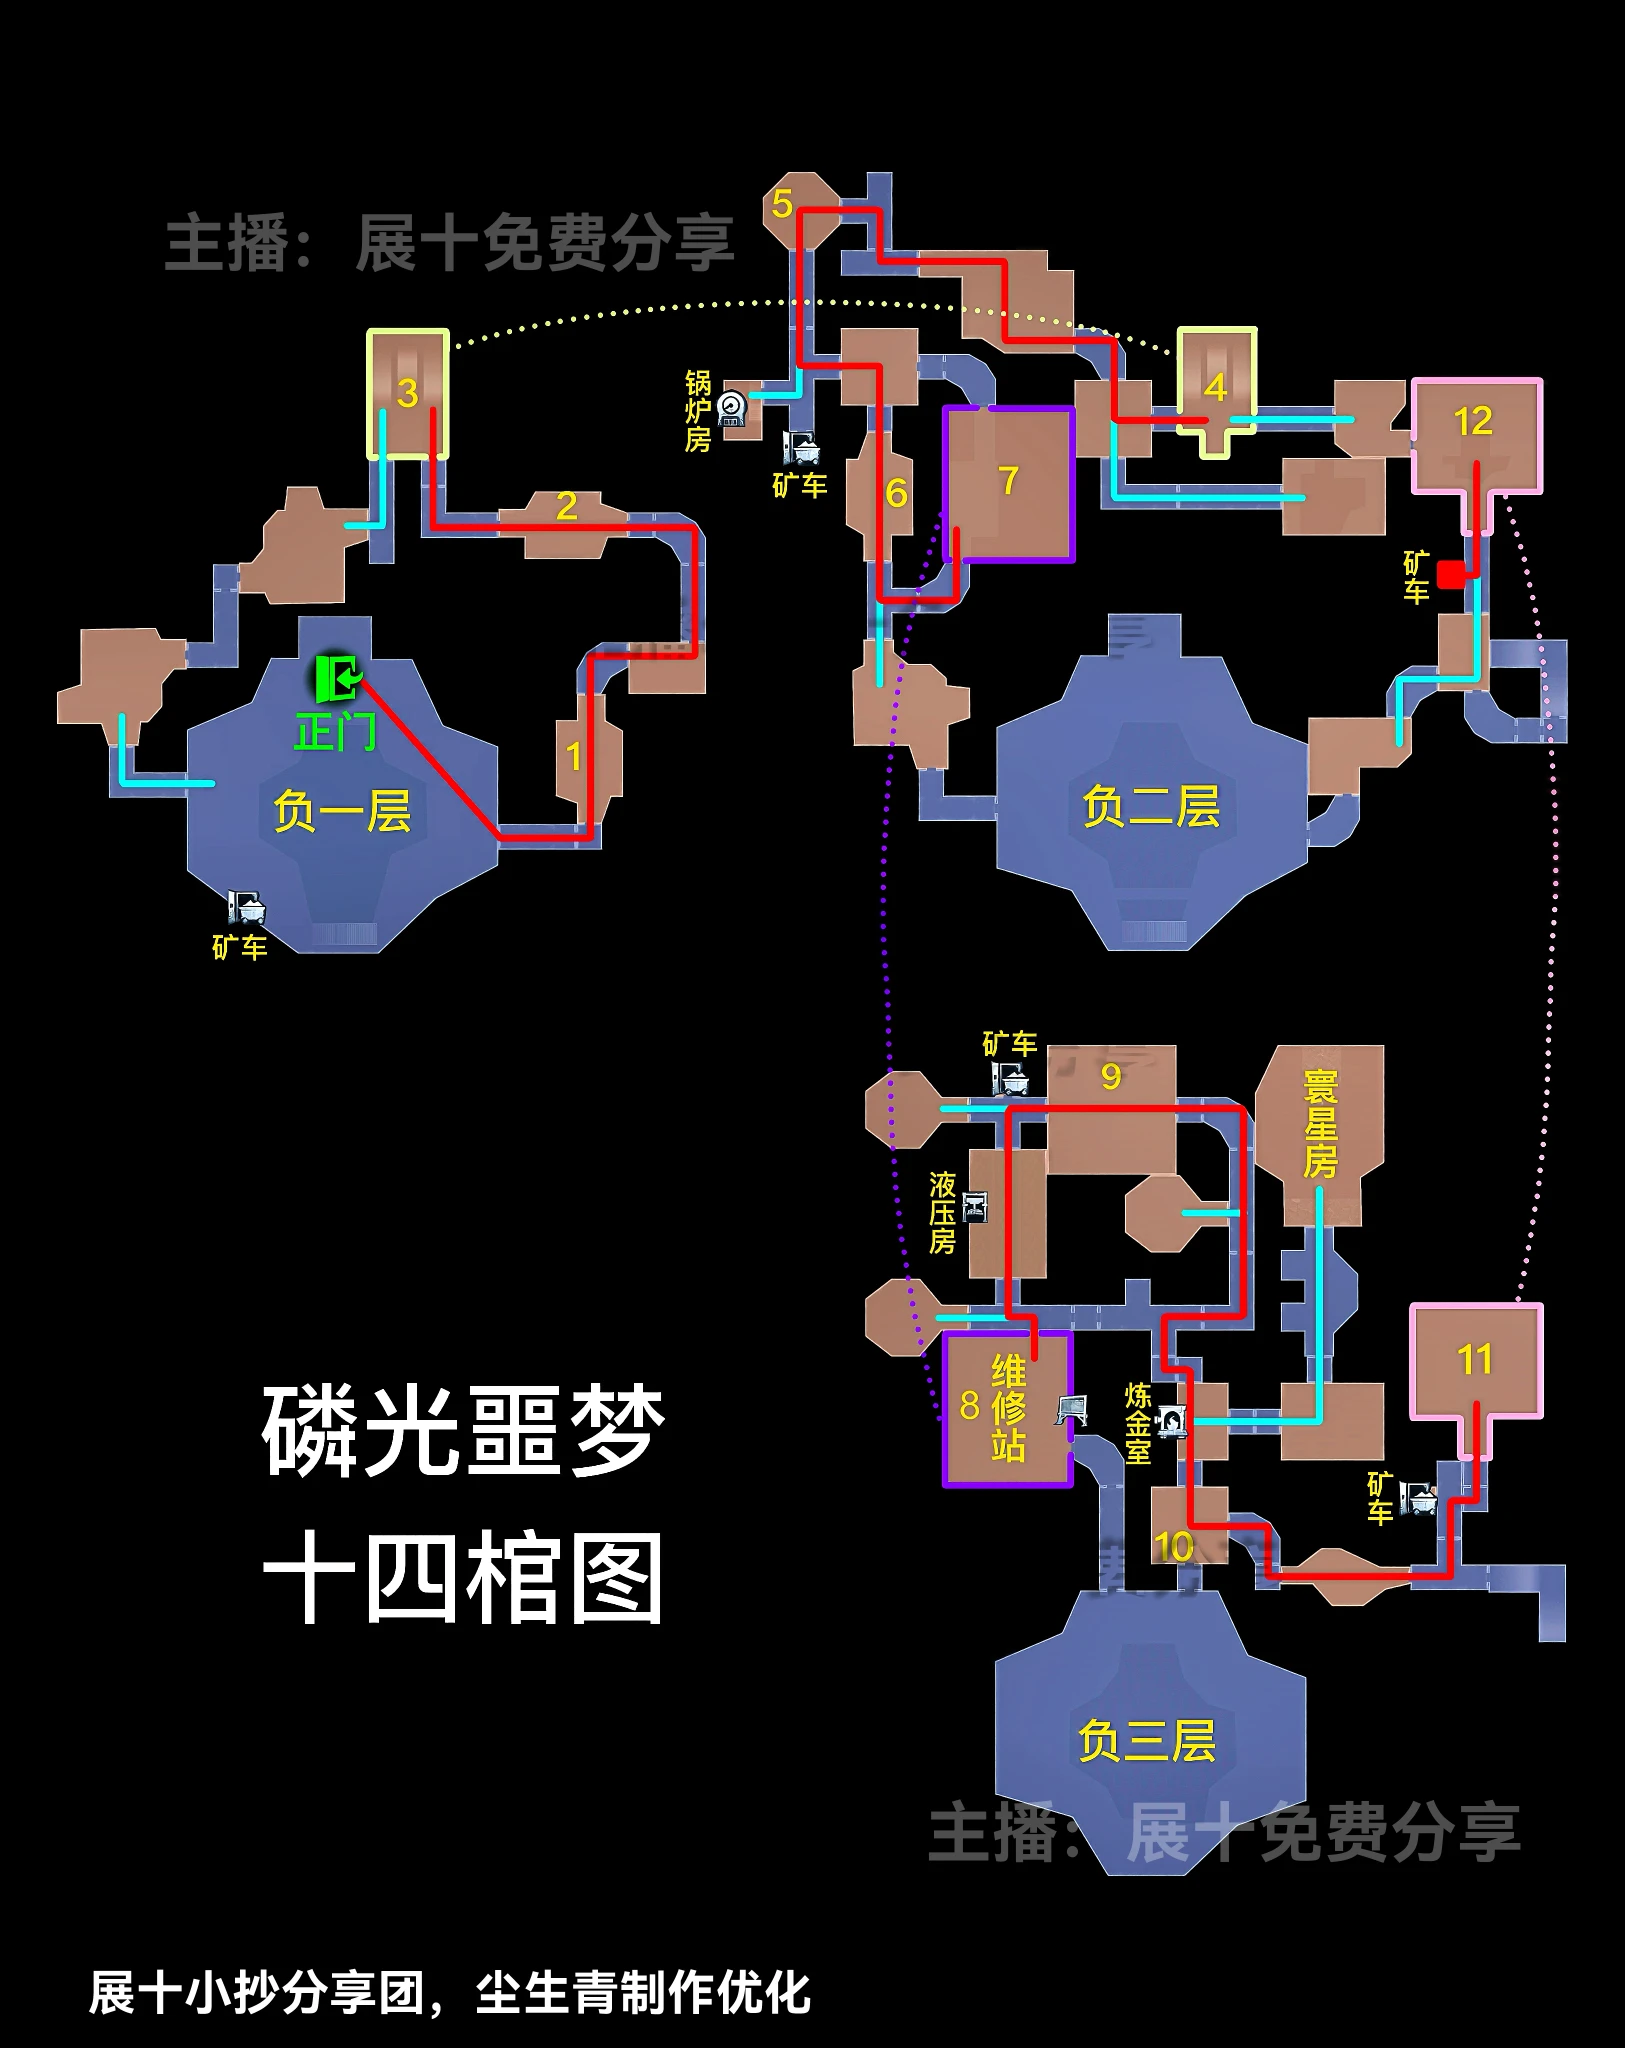 主播：展十免费分享
5
3
锅炉房
矿车
4
12
2
6
7
矿车
正门
1
负一层
负二层
矿车
矿车
9
寰星房
液压房
8
维修站
炼金室
11
矿车
10
磷光噩梦
十四棺图
负三层
主播：展十免费分享
展十小抄分享团，尘生青制作优化